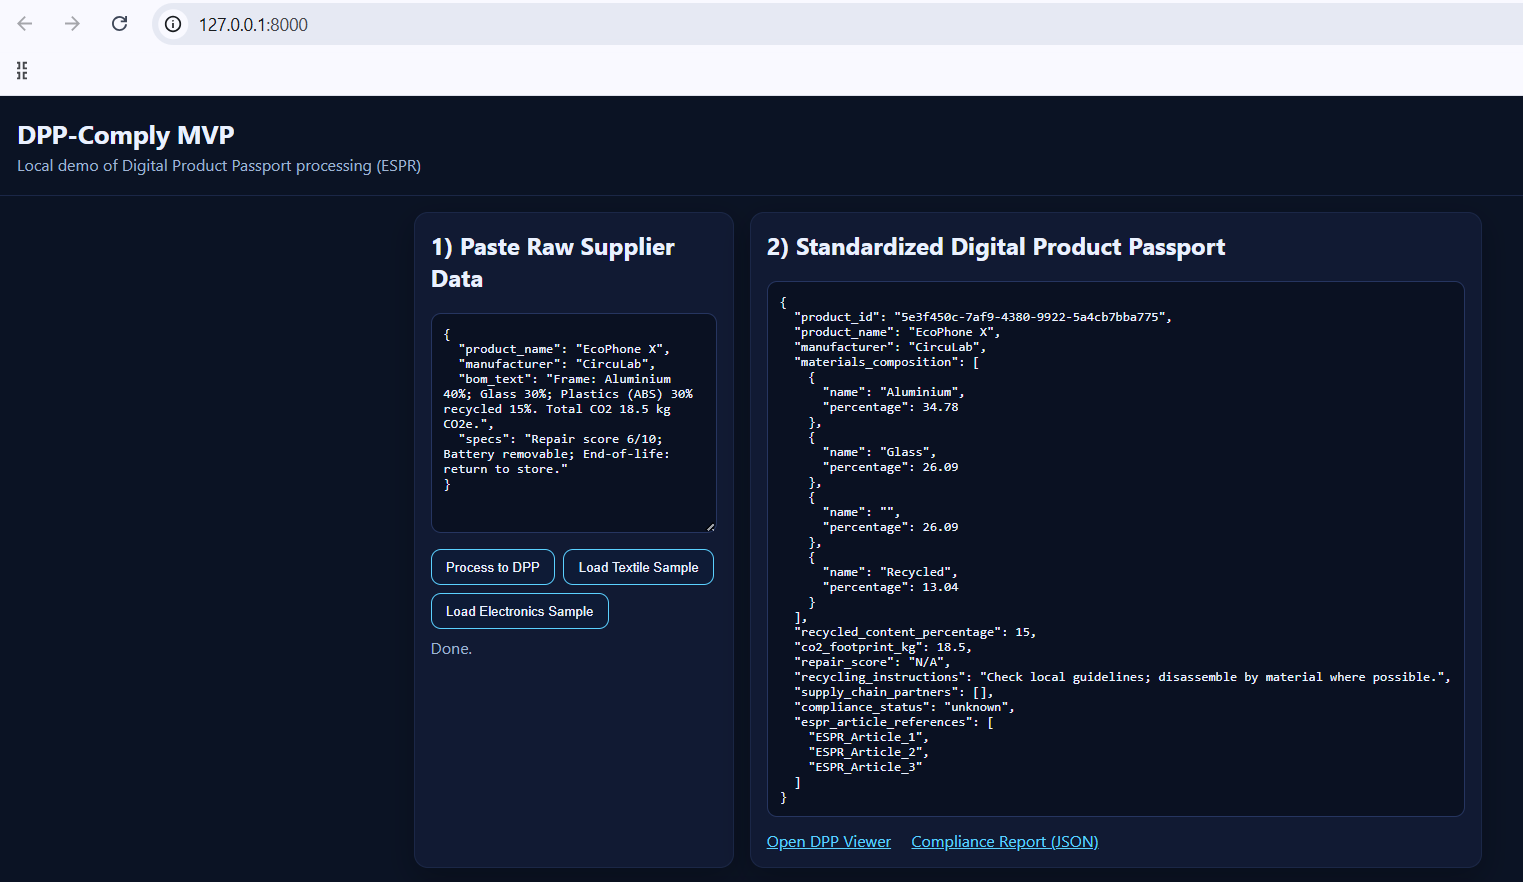 127.0.0.1:8000
DPP-Comply MVP
Local demo of Digital Product Passport processing (ESPR)
1) Paste Raw Supplier
Data
{
  "product_name": "EcoPhone X",
  "manufacturer": "CircuLab",
  "bom_text": "Frame: Aluminium
40%; Glass 30%; Plastics (ABS) 30%
recycled 15%. Total CO2 18.5 kg
CO2e.",
  "specs": "Repair score 6/10;
Battery removable; End-of-life:
return to store."
}
Process to DPP
Load Textile Sample
Load Electronics Sample
Done.
2) Standardized Digital Product Passport
{
  "product_id": "5e3f450c-7af9-4380-9922-5a4cb7bba775",
  "product_name": "EcoPhone X",
  "manufacturer": "CircuLab",
  "materials_composition": [
    {
      "name": "Aluminium",
      "percentage": 34.78
    },
    {
      "name": "Glass",
      "percentage": 26.09
    },
    {
      "name": "",
      "percentage": 26.09
    },
    {
      "name": "Recycled",
      "percentage": 13.04
    }
  ],
  "recycled_content_percentage": 15,
  "co2_footprint_kg": 18.5,
  "repair_score": "N/A",
  "recycling_instructions": "Check local guidelines; disassemble by material where possible.",
  "supply_chain_partners": [],
  "compliance_status": "unknown",
  "espr_article_references": [
    "ESPR_Article_1",
    "ESPR_Article_2",
    "ESPR_Article_3"
  ]
}
Open DPP Viewer
Compliance Report (JSON)